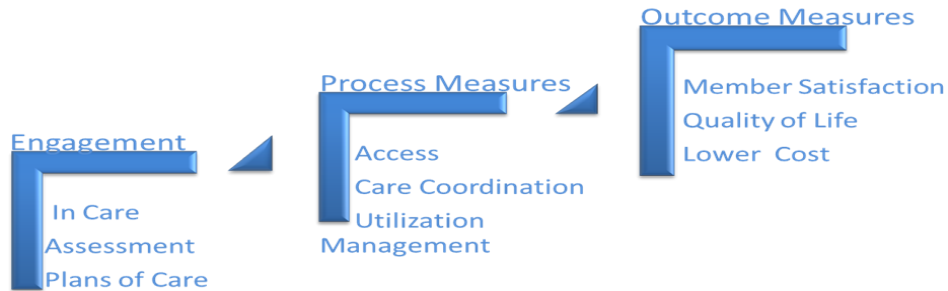 Engagement
In Care
Assessment
Plans of Care
Process Measures
Access
Care Coordination
Utilization
Management
Outcome Measures
Member Satisfaction
Quality of Life
Lower Cost